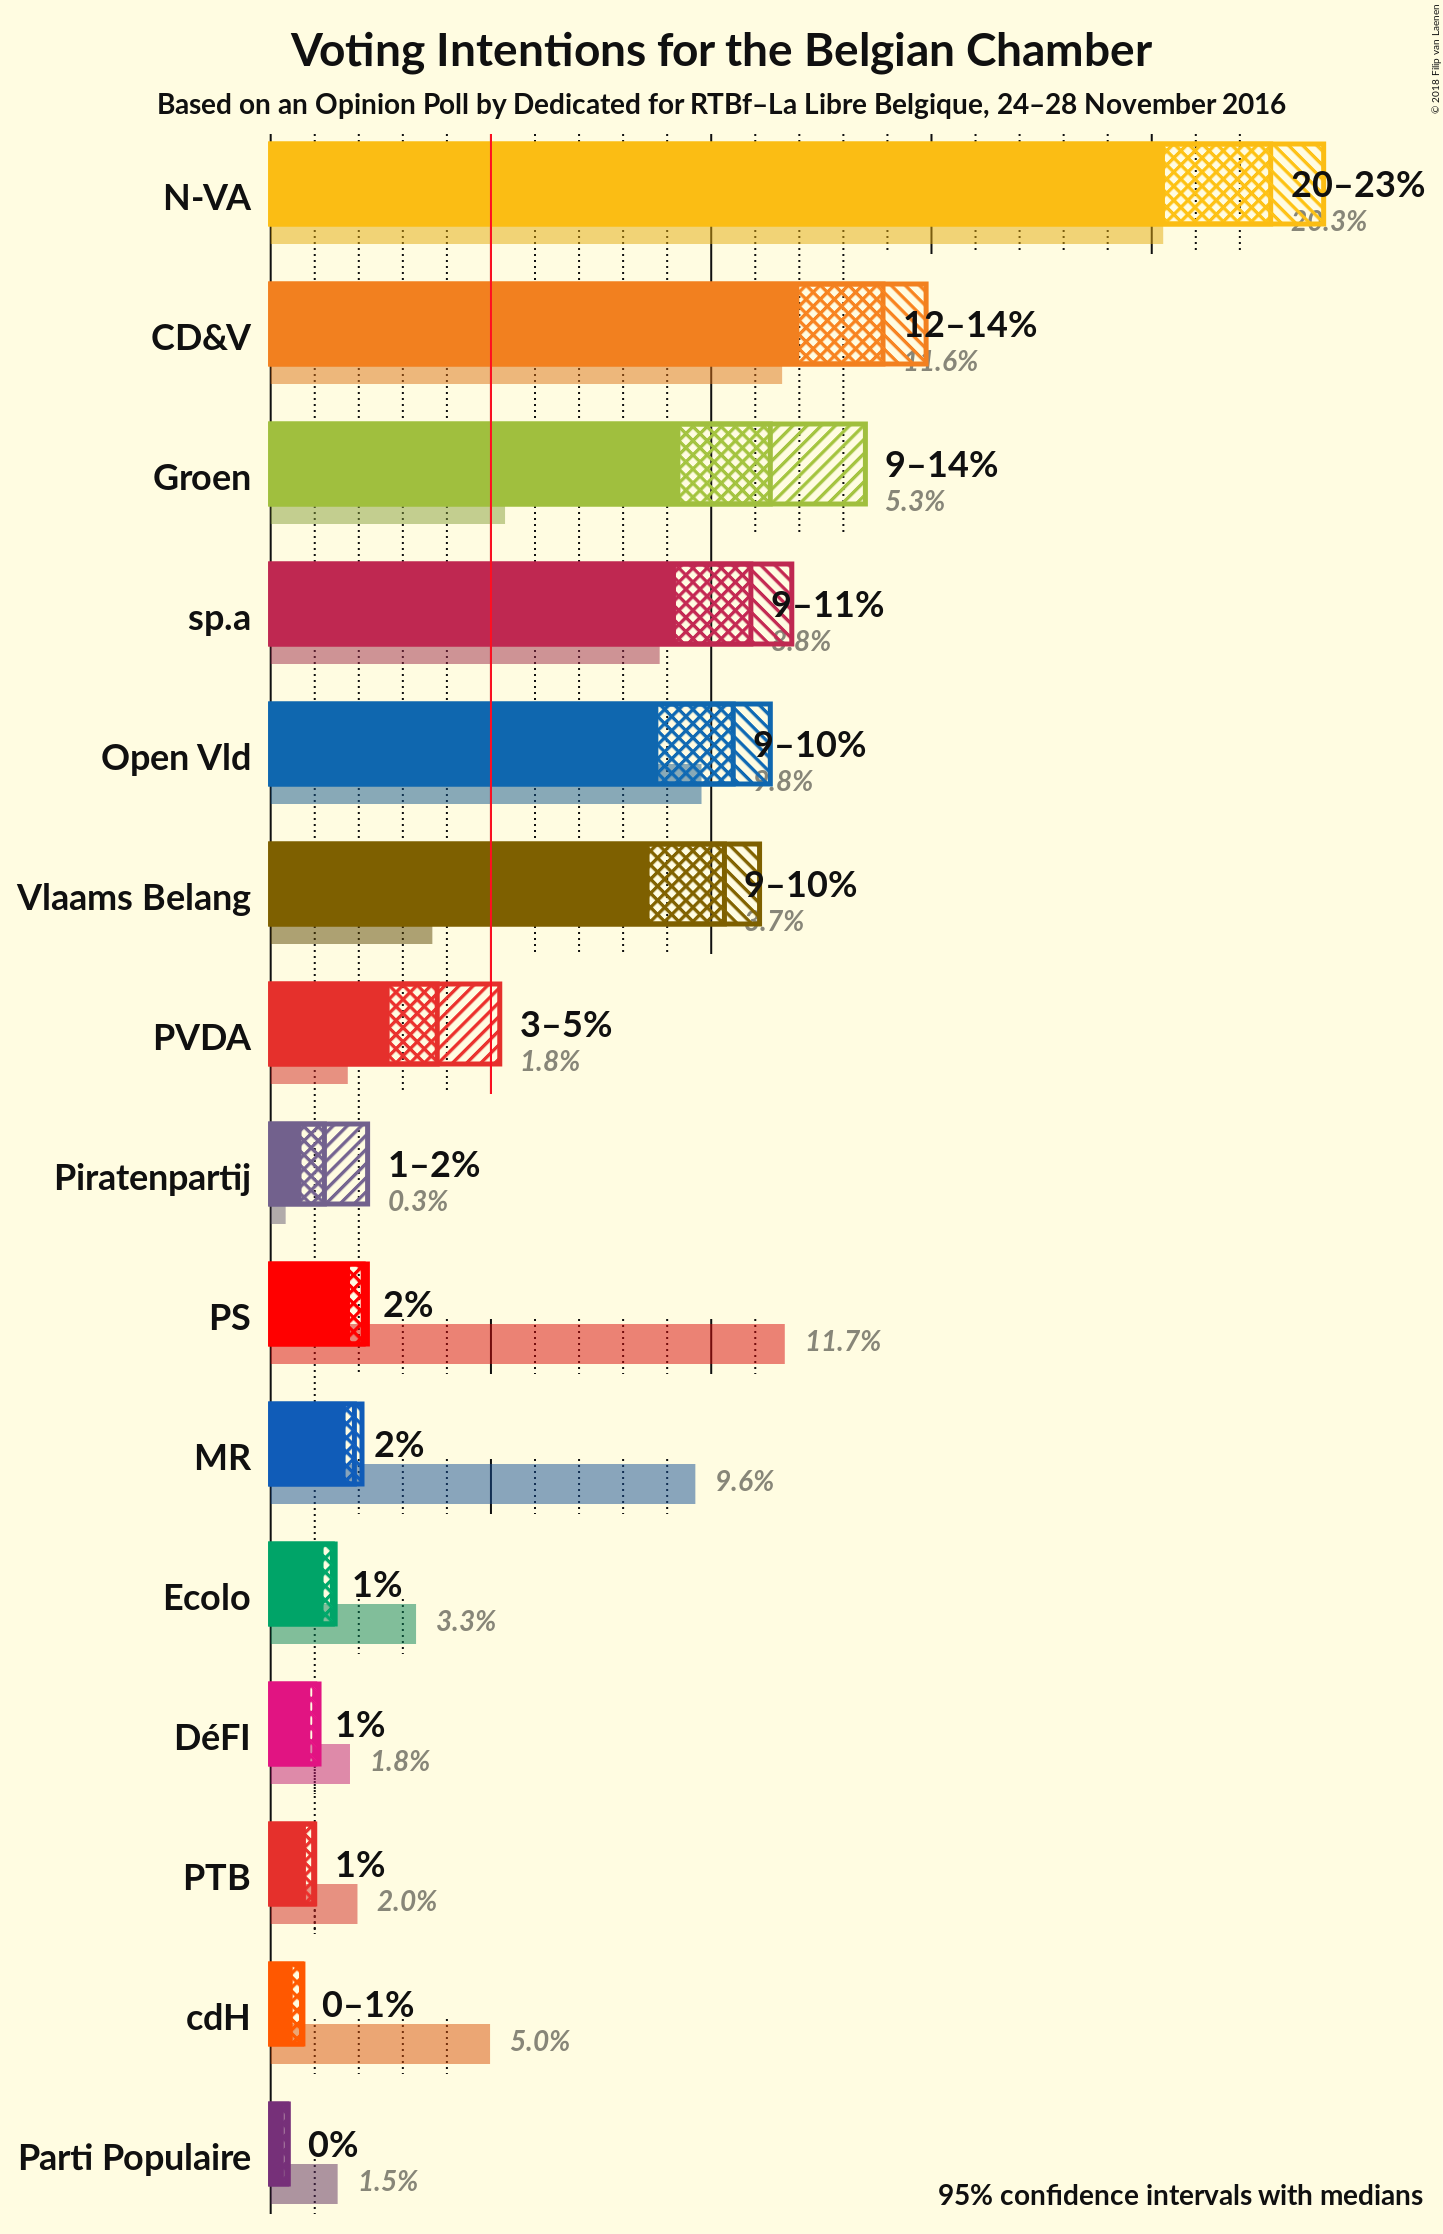 Voting Intentions for the Belgian Chamber
Based on an Opinion Poll by Dedicated for RTBf–La Libre Belgique, 24–28 November 2016
© 2018 Filip van Laenen
N-VA
20–23%
20.3%
CD&V
12–14%
11.6%
Groen
9–14%
5.3%
sp.a
9–11%
8.8%
Open Vld
9–10%
9.8%
Vlaams Belang
9–10%
3.7%
PVDA
3–5%
1.8%
Piratenpartij
1–2%
0.3%
PS
2%
11.7%
MR
2%
9.6%
Ecolo
1%
3.3%
DéFI
1%
1.8%
PTB
1%
2.0%
cdH
0–1%
5.0%
Parti Populaire
0%
1.5%
95% confidence intervals with medians